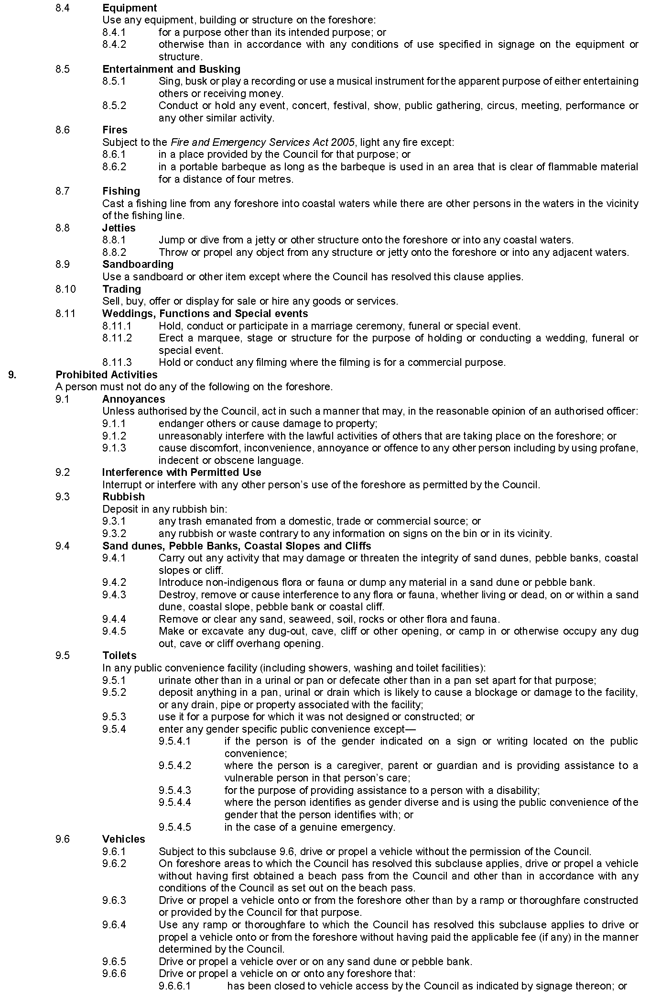 8.4 Equipment
Use any equipment, building or structure on the foreshore:
8.4.1 for a purpose other than its intended purpose; or
8.4.2 otherwise than in accordance with any conditions of use specified in signage on the equipment or
structure.
8.5 Entertainment and Busking
8.5.1 Sing, busk or play a recording or use a musical instrument for the apparent purpose of either entertaining
others or receiving money.
8.5.2 Conduct or hold any event, concert, festival, show, public gathering, circus, meeting, performance or
any other similar activity.
8.6 Fires
Subject to the Fire and Emergency Services Act 2005, light any fire except:
8.6.1 in a place provided by the Council for that purpose; or
8.6.2 in a portable barbeque as long as the barbeque is used in an area that is clear of flammable material
for a distance of four metres.
8.7 Fishing
Cast a fishing line from any foreshore into coastal waters while there are other persons in the waters in the vicinity
of the fishing line.
8.8 Jetties
8.8.1 Jump or dive from a jetty or other structure onto the foreshore or into any coastal waters.
8.8.2 Throw or propel any object from any structure or jetty onto the foreshore or into any adjacent waters.
8.9 Sandboarding
Use a sandboard or other item except where the Council has resolved this clause applies.
8.10 Trading
Sell, buy, offer or display for sale or hire any goods or services.
8.11 Weddings, Functions and Special events
8.11.1 Hold, conduct or participate in a marriage ceremony, funeral or special event.
8.11.2 Erect a marquee, stage or structure for the purpose of holding or conducting a wedding, funeral or
special event.
8.11.3 Hold or conduct any filming where the filming is for a commercial purpose.
9. Prohibited Activities
A person must not do any of the following on the foreshore.
9.1 Annoyances
Unless authorised by the Council, act in such a manner that may, in the reasonable opinion of an authorised officer:
9.1.1 endanger others or cause damage to property;
9.1.2 unreasonably interfere with the lawful activities of others that are taking place on the foreshore; or
9.1.3 cause discomfort, inconvenience, annoyance or offence to any other person including by using profane,
indecent or obscene language.
9.2 Interference with Permitted Use
Interrupt or interfere with any other person's use of the foreshore as permitted by the Council.
9.3 Rubbish
Deposit in any rubbish bin:
9.3.1 any trash emanated from a domestic, trade or commercial source; or
9.3.2 any rubbish or waste contrary to any information on signs on the bin or in its vicinity.
9.4 Sand dunes, Pebble Banks, Coastal Slopes and Cliffs
9.4.1 Carry out any activity that may damage or threaten the integrity of sand dunes, pebble banks, coastal
slopes or cliff.
9.4.2 Introduce non-indigenous flora or fauna or dump any material in a sand dune or pebble bank.
9.4.3 Destroy, remove or cause interference to any flora or fauna, whether living or dead, on or within a sand
dune, coastal slope, pebble bank or coastal cliff.
9.4.4 Remove or clear any sand, seaweed, soil, rocks or other flora and fauna.
9.4.5 Make or excavate any dug-out, cave, cliff or other opening, or camp in or otherwise occupy any dug
out, cave or cliff overhang opening.
9.5 Toilets
In any public convenience facility (including showers, washing and toilet facilities):
9.5.1 urinate other than in a urinal or pan or defecate other than in a pan set apart for that purpose;
9.5.2 deposit anything in a pan, urinal or drain which is likely to cause a blockage or damage to the facility,
or any drain, pipe or property associated with the facility;
9.5.3 use it for a purpose for which it was not designed or constructed; or
9.5.4 enter any gender specific public convenience except—
9.5.4.1 if the person is of the gender indicated on a sign or writing located on the public
convenience;
9.5.4.2 where the person is a caregiver, parent or guardian and is providing assistance to a
vulnerable person in that person's care;
9.5.4.3 for the purpose of providing assistance to a person with a disability;
9.5.4.4 where the person identifies as gender diverse and is using the public convenience of the
gender that the person identifies with; or
9.5.4.5 in the case of a genuine emergency.
9.6 Vehicles
9.6.1 Subject to this subclause 9.6, drive or propel a vehicle without the permission of the Council.
9.6.2 On foreshore areas to which the Council has resolved this subclause applies, drive or propel a vehicle
without having first obtained a beach pass from the Council and other than in accordance with any
conditions of the Council as set out on the beach pass.
9.6.3 Drive or propel a vehicle onto or from the foreshore other than by a ramp or thoroughfare constructed
or provided by the Council for that purpose.
9.6.4 Use any ramp or thoroughfare to which the Council has resolved this subclause applies to drive or
propel a vehicle onto or from the foreshore without having paid the applicable fee (if any) in the manner
determined by the Council.
9.6.5 Drive or propel a vehicle over or on any sand dune or pebble bank.
9.6.6 Drive or propel a vehicle on or onto any foreshore that:
9.6.6.1 has been closed to vehicle access by the Council as indicated by signage thereon; or